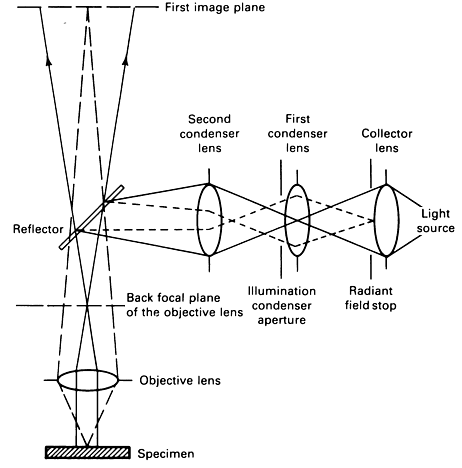 First image plane
Second
condenser
lens
First
condenser
lens
Collector
lens
Light
source
Reflector
Back focal plane
of the objective lens
Illumination
condenser
aperture
Radiant
field stop
Objective lens
Specimen